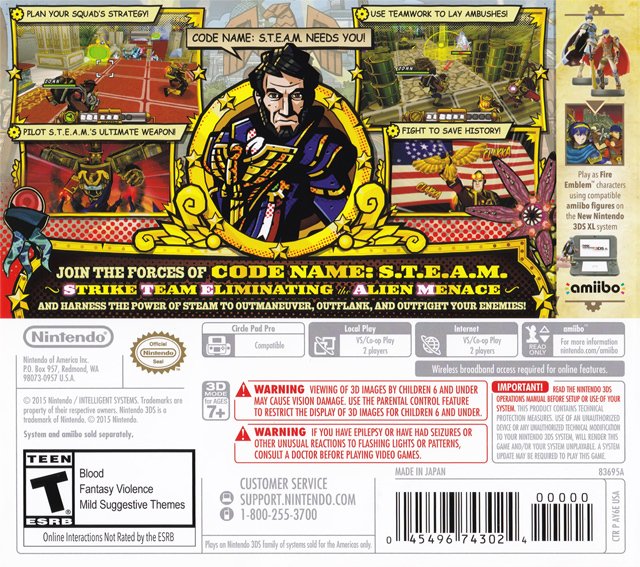 PLAN YOUR SQUAD'S STRATEGY!
CODE NAME: S.T.E.A.M. NEEDS YOU!
USE TEAMWORK TO LAY AMBUSHES!
PILOT S.T.E.A.M.'S ULTIMATE WEAPON!
FIGHT TO SAVE HISTORY!
Play as Fire
Emblem™ characters
using compatible
amiibo figures on
the New Nintendo
3DS XL system
amiibo™
JOIN THE FORCES OF CODE NAME: S.T.E.A.M.
~ STRIKE TEAM ELIMINATING the ALIEN MENACE ~
AND HARNESS THE POWER OF STEAM TO OUTMANEUVER, OUTFLANK, AND OUTFIGHT YOUR ENEMIES!
Nintendo®
Nintendo of America Inc.
P.O. Box 957, Redmond, WA
98073-0957 U.S.A.
Official
Nintendo
Seal
Circle Pad Pro
Compatible
Local Play
VS/Co-op Play
2 players
Internet
VS/Co-op Play
2 players
amiibo™
READ
ONLY
For more information
nintendo.com/amiibo
Wireless broadband access required for online features.
© 2015 Nintendo / INTELLIGENT SYSTEMS. Trademarks are
property of their respective owners. Nintendo 3DS is a
trademark of Nintendo. © 2015 Nintendo.
System and amiibo sold separately.
3D
MODE
for AGES
7+
WARNING VIEWING OF 3D IMAGES BY CHILDREN 6 AND UNDER
MAY CAUSE VISION DAMAGE. USE THE PARENTAL CONTROL FEATURE
TO RESTRICT THE DISPLAY OF 3D IMAGES FOR CHILDREN 6 AND UNDER.
WARNING IF YOU HAVE EPILEPSY OR HAVE HAD SEIZURES OR
OTHER UNUSUAL REACTIONS TO FLASHING LIGHTS OR PATTERNS,
CONSULT A DOCTOR BEFORE PLAYING VIDEO GAMES.
IMPORTANT! READ THE NINTENDO 3DS
OPERATIONS MANUAL BEFORE SETUP OR USE OF YOUR
SYSTEM. THIS PRODUCT CONTAINS TECHNICAL
PROTECTION MEASURES. USE OF AN UNAUTHORIZED
DEVICE OR ANY UNAUTHORIZED TECHNICAL MODIFICATION
TO YOUR NINTENDO 3DS SYSTEM, WILL RENDER THIS
GAME AND/OR YOUR SYSTEM UNPLAYABLE. A SYSTEM
UPDATE MAY BE REQUIRED TO PLAY THIS GAME.
TEEN
T
ESRB
Blood
Fantasy Violence
Mild Suggestive Themes
Online Interactions Not Rated by the ESRB
CUSTOMER SERVICE
SUPPORT.NINTENDO.COM
1-800-255-3700
MADE IN JAPAN
83695A
00000
0 45496 74302 4
CTR P AY6E USA
Plays on Nintendo 3DS family of systems sold for the Americas only.